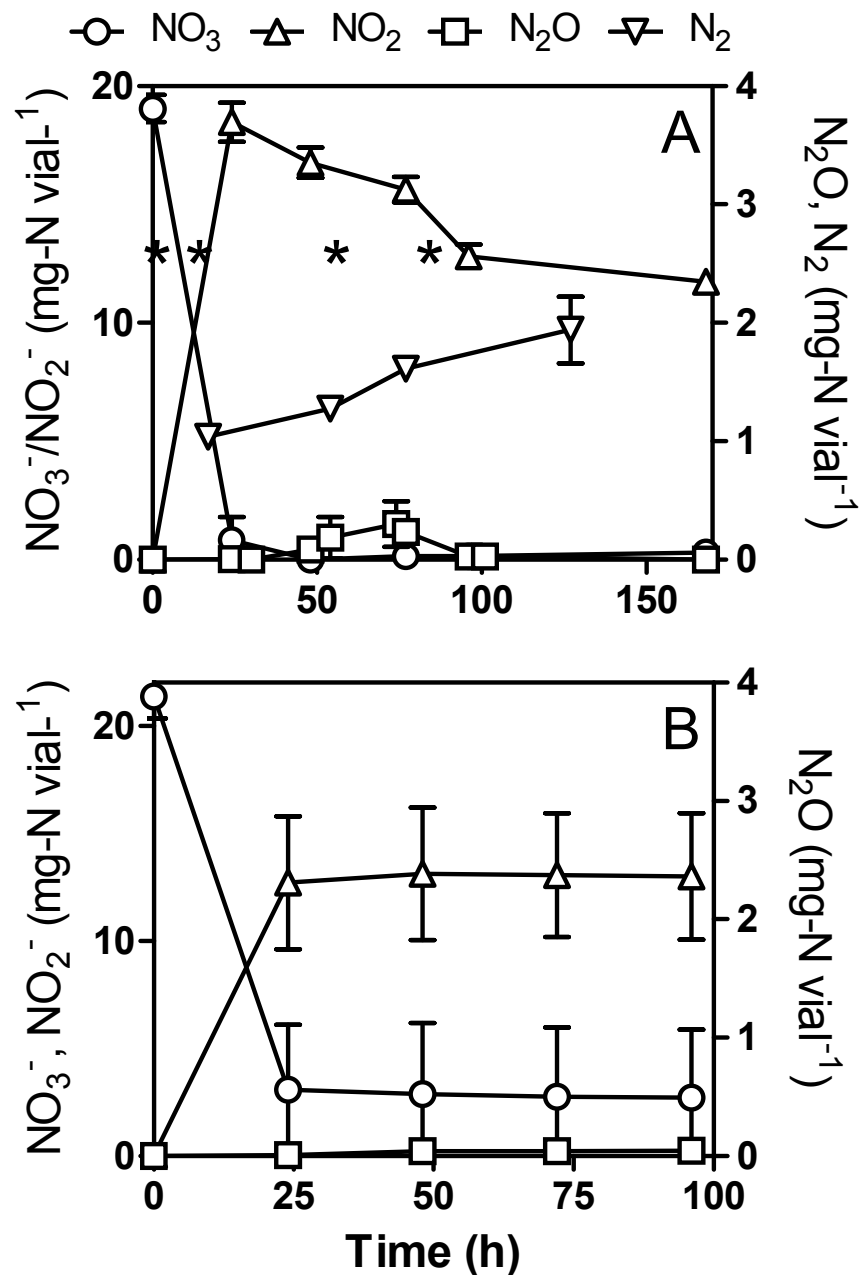 NO₃ NO₂ N₂O N₂
A
NO₃⁻/NO₂⁻ (mg-N vial-¹)
20
10
0
N₂O, N₂ (mg-N vial⁻¹)
4
3
2
1
0
* * * *
0 50 100 150
B
NO₃⁻, NO₂⁻ (mg-N vial-¹)
20
10
0
N₂O (mg-N vial⁻¹)
4
3
2
1
0
0 25 50 75 100
Time (h)